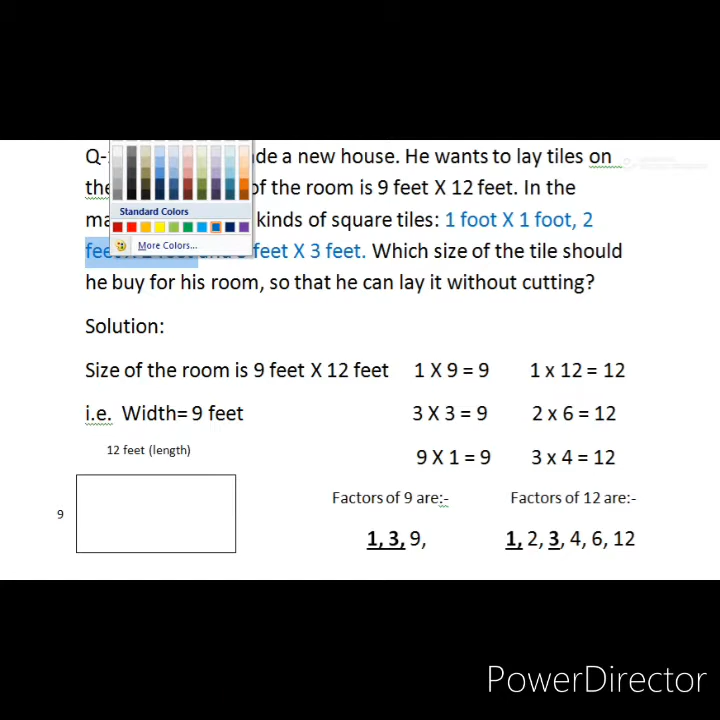 Q- de a new house. He wants to lay tiles on
the of the room is 9 feet X 12 feet. In the
ma kinds of square tiles: 1 foot X 1 foot, 2
fee and feet X 3 feet. Which size of the tile should
he buy for his room, so that he can lay it without cutting?
Standard Colors
More Colors...
Solution:
Size of the room is 9 feet X 12 feet 1 X 9 = 9 1 x 12 = 12
i.e. Width= 9 feet 3 X 3 = 9 2 x 6 = 12
12 feet (length) 9 X 1 = 9 3 x 4 = 12
Factors of 9 are:- Factors of 12 are:-
9
1, 3, 9, 1, 2, 3, 4, 6, 12
PowerDirector